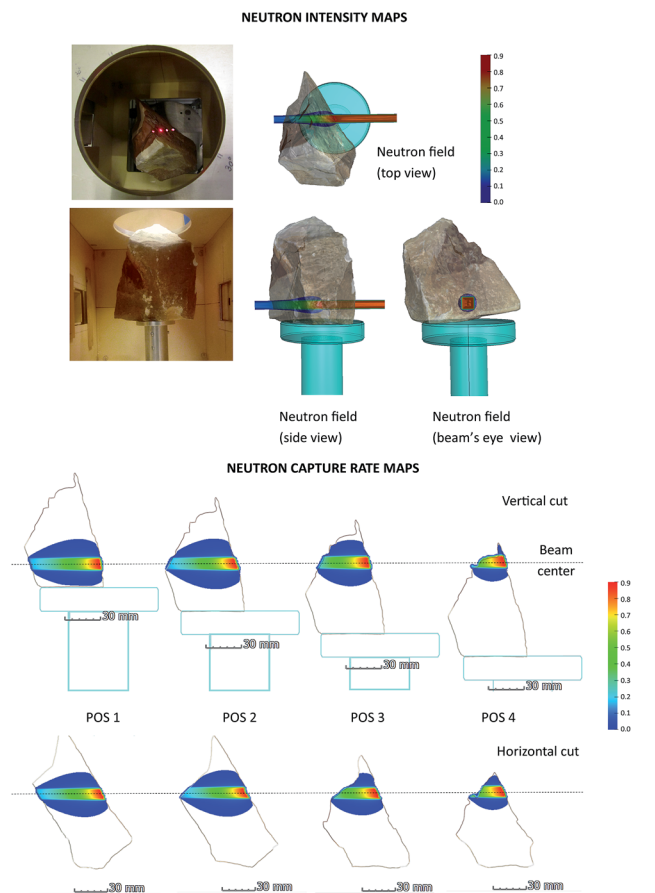 NEUTRON INTENSITY MAPS
0.9
0.8
0.7
0.6
0.5
0.4
0.3
0.2
0.1
0.0
Neutron field
(top view)
Neutron field
(side view)
Neutron field
(beam's eye view)
NEUTRON CAPTURE RATE MAPS
Vertical cut
Beam
center
30 mm
30 mm
30 mm
30 mm
0.9
0.8
0.7
0.6
0.5
0.4
0.3
0.2
0.1
0.0
POS 1
POS 2
POS 3
POS 4
Horizontal cut
30 mm
30 mm
30 mm
30 mm